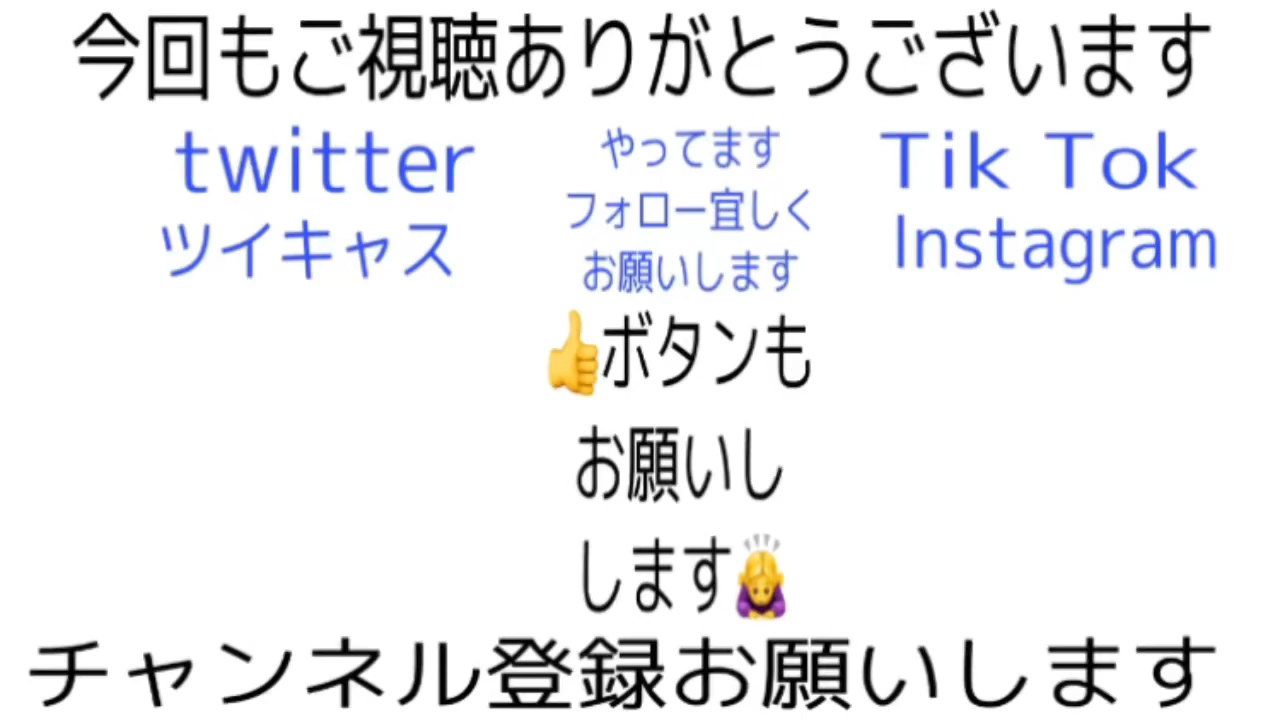 今回もご視聴ありがとうございます
twitter
ツイキャス
やってます
フォロー宜しく
お願いします
Tik Tok
Instagram
👍ボタンも
お願いし
します🙇‍♀️
チャンネル登録お願いします